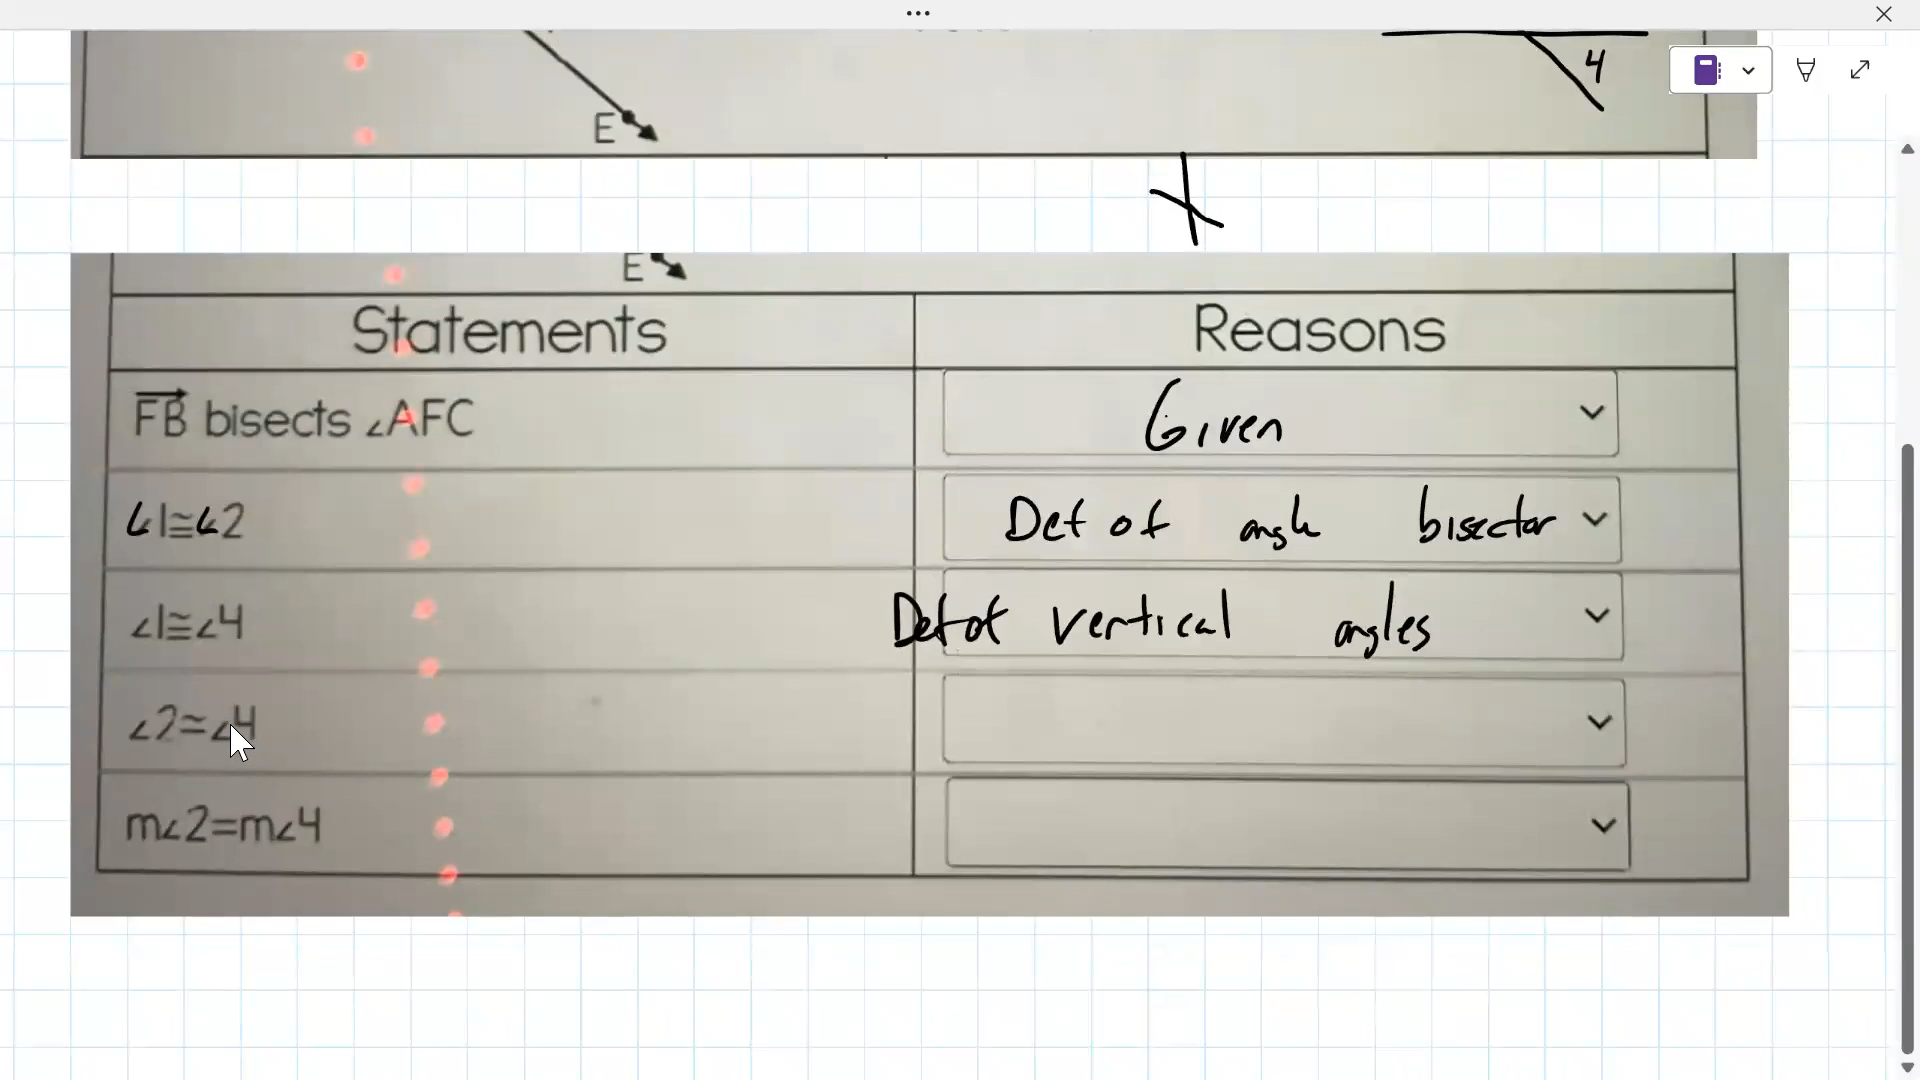 4
E
E
Statements Reasons
FB bisects ∠AFC Given
∠1≅∠2 Def of angle bisector
∠1≅∠4 Def of vertical angles
∠2≅∠4
m∠2=m∠4